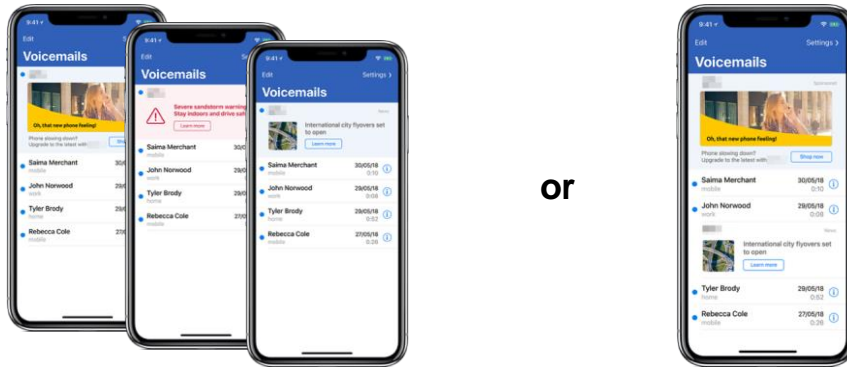 9:41
Edit
Voicemails
Oh, that new phone feeling!
Phone slowing down?
Upgrade to the latest with
Saima Merchant
mobile
John Norwood
work
Tyler Brody
home
Rebecca Cole
mobile
9:41
Edit
Voicemails
Severe sandstorm warning
Stay indoors and drive
Learn more
Saima Merchant
mobile
John Norwood
work
Tyler Brody
home
Rebecca Cole
mobile
9:41
Edit Settings
Voicemails
News
International city flyovers set
to open
Learn more
Saima Merchant 30/05/18
mobile 0:10
John Norwood 29/05/18
work 0:08
Tyler Brody 29/05/18
home 0:52
Rebecca Cole 27/05/18
mobile 0:26
or
9:41
Edit Settings
Voicemails
Sponsored
Oh, that new phone feeling!
Phone slowing down?
Upgrade to the latest with
Shop now
Saima Merchant 30/05/18
mobile 0:10
John Norwood 29/05/18
work 0:08
News
International city flyovers set
to open
Learn more
Tyler Brody 29/05/18
home 0:52
Rebecca Cole 27/05/18
mobile 0:26